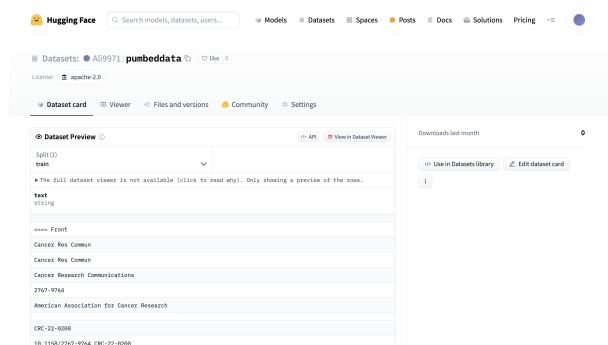 Hugging Face
Search models, datasets, users...
Models
Datasets
Spaces
Posts
Docs
Solutions
Pricing
Datasets: Ali9971/pumbeddata
like 0
License: apache-2.0
Dataset card
Viewer
Files and versions
Community
Settings
Dataset Preview
API
View in Dataset Viewer
Split (1)
train
The full dataset viewer is not available (click to read why). Only showing a preview of the rows.
text
string
==== Front
Cancer Res Commun
Cancer Res Commun
Cancer Research Communications
2767-9764
American Association for Cancer Research
CRC-22-0200
10.1158/2767-9764.CRC-22-0200
Downloads last month
0
Use in Datasets library
Edit dataset card